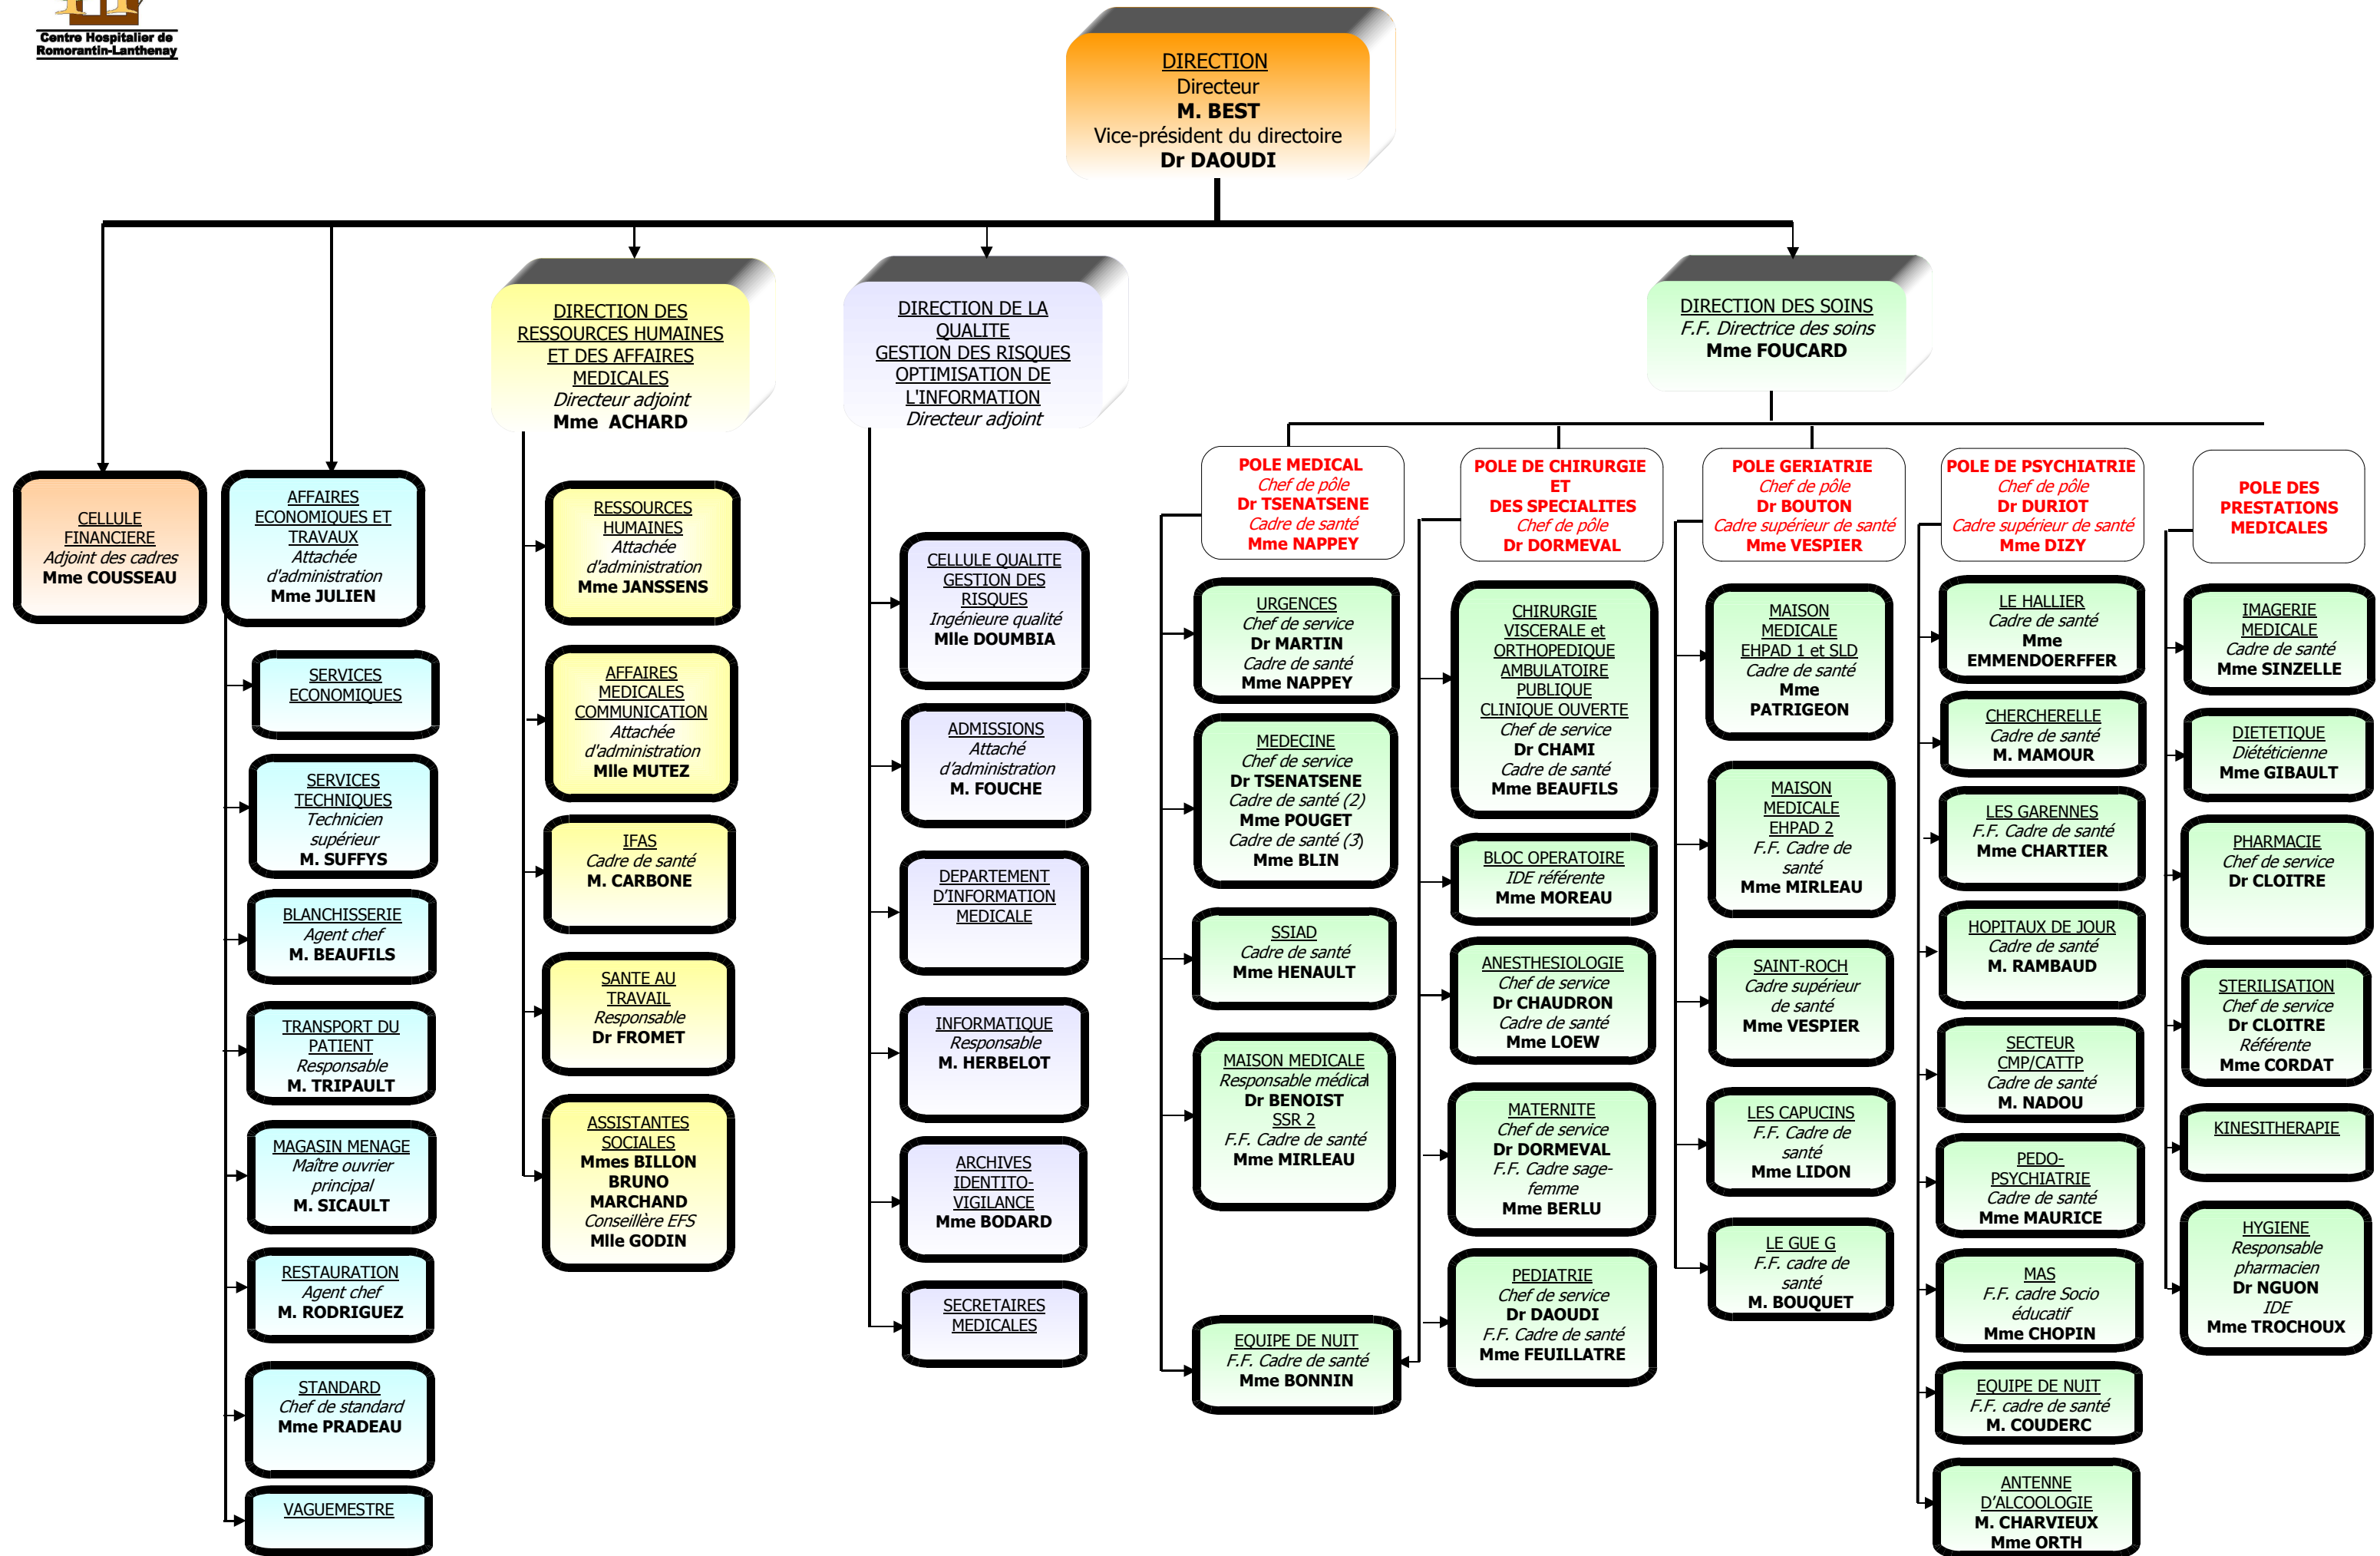 Centre Hospitalier de
Romorantin-Lanthenay
DIRECTION
Directeur
M. BEST
Vice-président du directoire
Dr DAOUDI
CELLULE
FINANCIERE
Adjoint des cadres
Mme COUSSEAU
AFFAIRES
ECONOMIQUES ET
TRAVAUX
Attachée
d'administration
Mme JULIEN
SERVICES
ECONOMIQUES
SERVICES
TECHNIQUES
Technicien
supérieur
M. SUFFYS
BLANCHISSERIE
Agent chef
M. BEAUFILS
TRANSPORT DU
PATIENT
Responsable
M. TRIPAULT
MAGASIN MENAGE
Maître ouvrier
principal
M. SICAULT
RESTAURATION
Agent chef
M. RODRIGUEZ
STANDARD
Chef de standard
Mme PRADEAU
VAGUEMESTRE
DIRECTION DES
RESSOURCES HUMAINES
ET DES AFFAIRES
MEDICALES
Directeur adjoint
Mme ACHARD
RESSOURCES
HUMAINES
Attachée
d'administration
Mme JANSSENS
AFFAIRES
MEDICALES
COMMUNICATION
Attachée
d'administration
Mlle MUTEZ
IFAS
Cadre de santé
M. CARBONE
SANTE AU
TRAVAIL
Responsable
Dr FROMET
ASSISTANTES
SOCIALES
Mmes BILLON
BRUNO
MARCHAND
Conseillère EFS
Mlle GODIN
DIRECTION DE LA
QUALITE
GESTION DES RISQUES
OPTIMISATION DE
L'INFORMATION
Directeur adjoint
CELLULE QUALITE
GESTION DES
RISQUES
Ingénieure qualité
Mlle DOUMBIA
ADMISSIONS
Attaché
d’administration
M. FOUCHE
DEPARTEMENT
D’INFORMATION
MEDICALE
INFORMATIQUE
Responsable
M. HERBELOT
ARCHIVES
IDENTITO-
VIGILANCE
Mme BODARD
SECRETAIRES
MEDICALES
DIRECTION DES SOINS
F.F. Directrice des soins
Mme FOUCARD
POLE MEDICAL
Chef de pôle
Dr TSENATSENE
Cadre de santé
Mme NAPPEY
URGENCES
Chef de service
Dr MARTIN
Cadre de santé
Mme NAPPEY
MEDECINE
Chef de service
Dr TSENATSENE
Cadre de santé (2)
Mme POUGET
Cadre de santé (3)
Mme BLIN
SSIAD
Cadre de santé
Mme HENAULT
MAISON MEDICALE
Responsable médical
Dr BENOIST
SSR 2
F.F. Cadre de santé
Mme MIRLEAU
EQUIPE DE NUIT
F.F. Cadre de santé
Mme BONNIN
POLE DE CHIRURGIE
ET
DES SPECIALITES
Chef de pôle
Dr DORMEVAL
CHIRURGIE
VISCERALE et
ORTHOPEDIQUE
AMBULATOIRE
PUBLIQUE
CLINIQUE OUVERTE
Chef de service
Dr CHAMI
Cadre de santé
Mme BEAUFILS
BLOC OPERATOIRE
IDE référente
Mme MOREAU
ANESTHESIOLOGIE
Chef de service
Dr CHAUDRON
Cadre de santé
Mme LOEW
MATERNITE
Chef de service
Dr DORMEVAL
F.F. Cadre sage-
femme
Mme BERLU
PEDIATRIE
Chef de service
Dr DAOUDI
F.F. Cadre de santé
Mme FEUILLATRE
POLE GERIATRIE
Chef de pôle
Dr BOUTON
Cadre supérieur de santé
Mme VESPIER
MAISON
MEDICALE
EHPAD 1 et SLD
Cadre de santé
Mme
PATRIGEON
MAISON
MEDICALE
EHPAD 2
F.F. Cadre de
santé
Mme MIRLEAU
SAINT-ROCH
Cadre supérieur
de santé
Mme VESPIER
LES CAPUCINS
F.F. Cadre de
santé
Mme LIDON
LE GUE G
F.F. cadre de
santé
M. BOUQUET
POLE DE PSYCHIATRIE
Chef de pôle
Dr DURIOT
Cadre supérieur de santé
Mme DIZY
LE HALLIER
Cadre de santé
Mme
EMMENDOERFFER
CHERCHERELLE
Cadre de santé
M. MAMOUR
LES GARENNES
F.F. Cadre de santé
Mme CHARTIER
HOPITAUX DE JOUR
Cadre de santé
M. RAMBAUD
SECTEUR
CMP/CATTP
Cadre de santé
M. NADOU
PEDO-
PSYCHIATRIE
Cadre de santé
Mme MAURICE
MAS
F.F. cadre Socio
éducatif
Mme CHOPIN
EQUIPE DE NUIT
F.F. cadre de santé
M. COUDERC
ANTENNE
D’ALCOOLOGIE
M. CHARVIEUX
Mme ORTH
POLE DES
PRESTATIONS
MEDICALES
IMAGERIE
MEDICALE
Cadre de santé
Mme SINZELLE
DIETETIQUE
Diététicienne
Mme GIBAULT
PHARMACIE
Chef de service
Dr CLOITRE
STERILISATION
Chef de service
Dr CLOITRE
Référente
Mme CORDAT
KINESITHERAPIE
HYGIENE
Responsable
pharmacien
Dr NGUON
IDE
Mme TROCHOUX